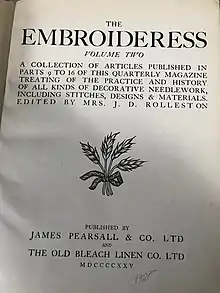 THE
EMBROIDERESS
VOLUME TWO
A COLLECTION OF ARTICLES PUBLISHED IN
PARTS 9 TO 16 OF THIS QUARTERLY MAGAZINE
TREATING OF THE PRACTICE AND HISTORY
OF ALL KINDS OF DECORATIVE NEEDLEWORK,
INCLUDING STITCHES, DESIGNS & MATERIALS.
EDITED BY MRS. J. D. ROLLESTON
PUBLISHED BY
JAMES PEARSALL & CO. LTD
AND
THE OLD BLEACH LINEN CO. LTD
MDCCCCXXV